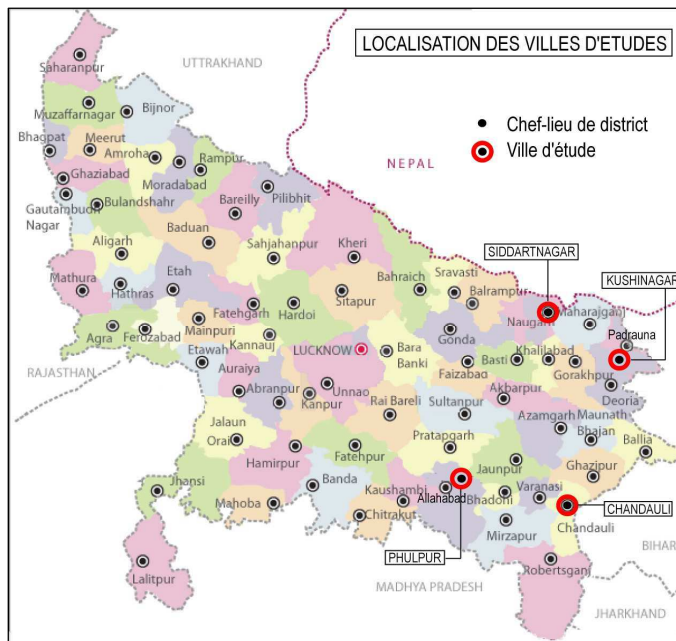 LOCALISATION DES VILLES D'ETUDES
Chef-lieu de district
Ville d'étude
UTTRAKHAND
NEPAL
RAJASTHAN
MADHYA PRADESH
BIHAR
JHARKHAND
SIDDARTNAGAR
KUSHINAGAR
CHANDAULI
PHULPUR
Saharanpur
Muzaffarnagar
Bijnor
Bhagpat
Meerut
Amroha
Rampur
Ghaziabad
Moradabad
Pilibhit
Gautambudh
Nagar
Bulandshahr
Bareilly
Baduan
Aligarh
Sahjahanpur
Kheri
Mathura
Etah
Hathras
Bahraich
Sravasti
Balrampur
Sitapur
Fatehgarh
Hardoi
Naugarh
Maharajganj
Padrauna
Agra
Ferozabad
Mainpuri
Kannauj
LUCKNOW
Bara
Banki
Gonda
Faizabad
Basti
Khalilabad
Gorakhpur
Deoria
Etawah
Auraiya
Abranpur
Kanpur
Unnao
Rai Bareli
Sultanpur
Akbarpur
Azamgarh
Maunath
Bhajan
Ballia
Jalaun
Orai
Hamirpur
Fatehpur
Pratapgarh
Jaunpur
Ghazipur
Jhansi
Mahoba
Banda
Kaushambi
Chitrakut
Allahabad
Bhadohi
Varanasi
Mirzapur
Chandauli
Lalitpur
Robertsganj